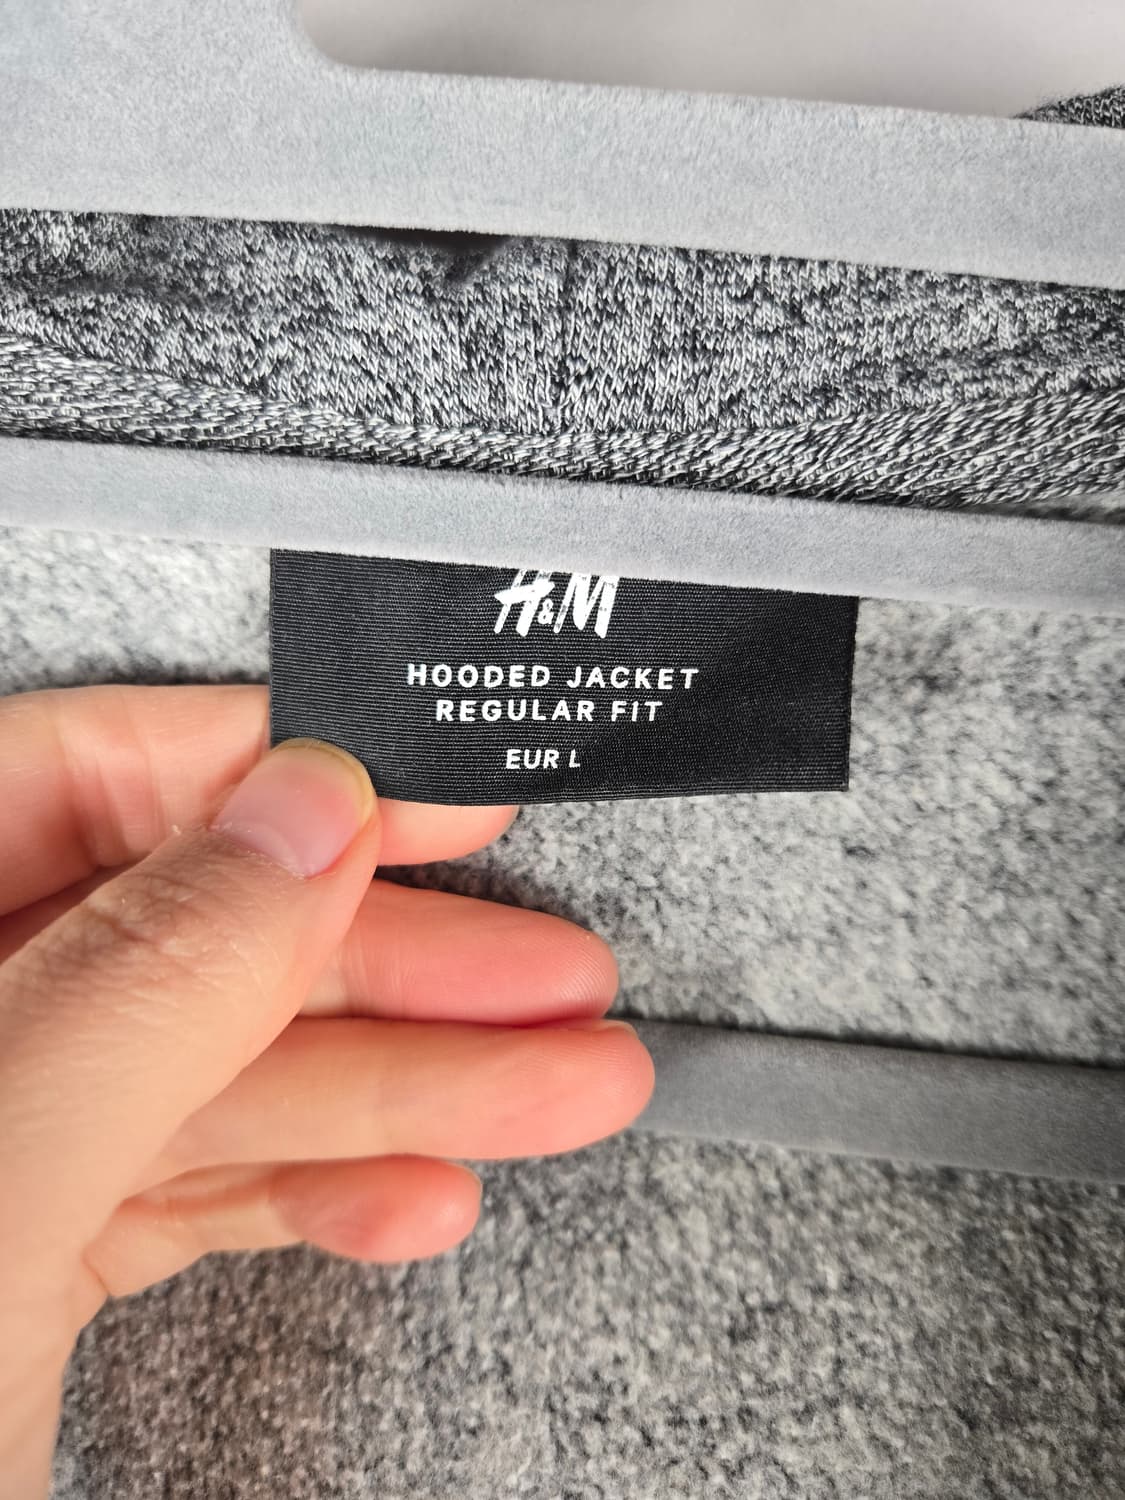 H&M
HOODED JACKET
REGULAR FIT
EUR L